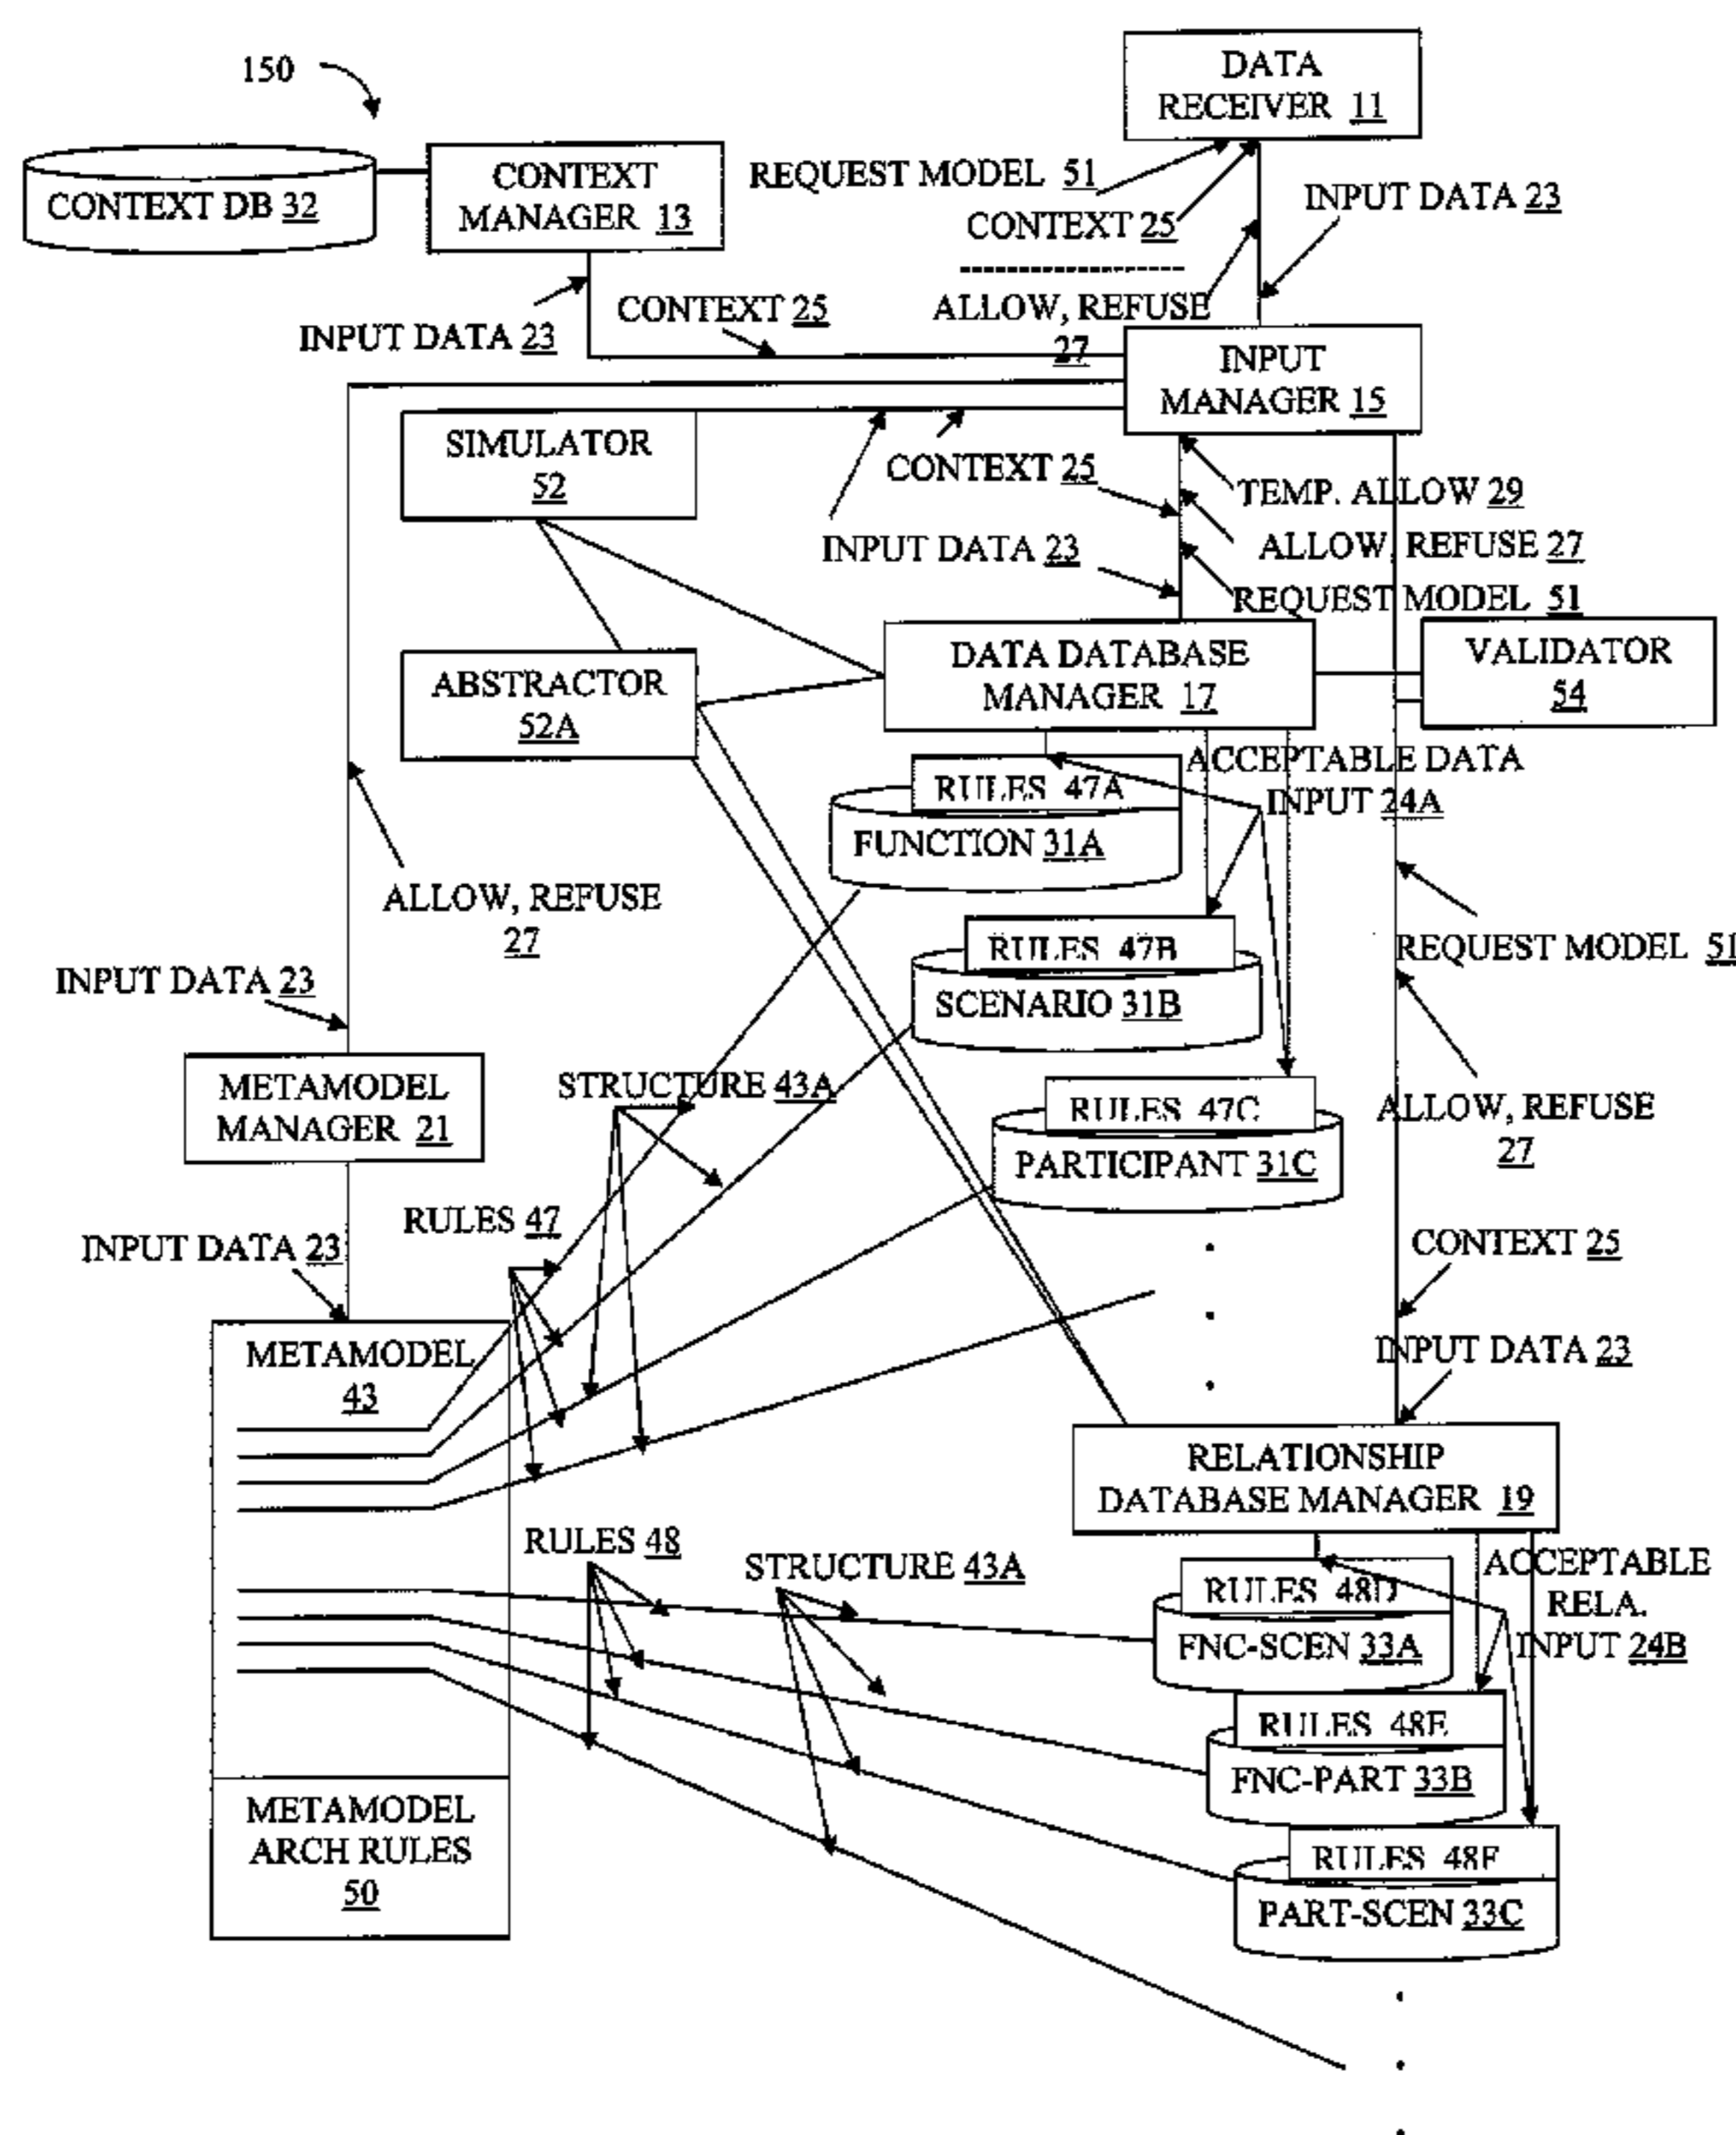 150
DATA
RECEIVER 11
CONTEXT DB 32
CONTEXT
MANAGER 13
REQUEST MODEL 51
CONTEXT 25
INPUT DATA 23
ALLOW, REFUSE
27
INPUT DATA 23
CONTEXT 25
INPUT
MANAGER 15
SIMULATOR
52
CONTEXT 25
TEMP. ALLOW 29
INPUT DATA 23
ALLOW, REFUSE 27
REQUEST MODEL 51
ABSTRACTOR
52A
DATA DATABASE
MANAGER 17
VALIDATOR
54
ACCEPTABLE DATA
INPUT 24A
RULES 47A
FUNCTION 31A
ALLOW, REFUSE
27
RULES 47B
SCENARIO 31B
REQUEST MODEL 51
INPUT DATA 23
METAMODEL
MANAGER 21
STRUCTURE 43A
RULES 47C
PARTICIPANT 31C
ALLOW, REFUSE
27
RULES 47
INPUT DATA 23
CONTEXT 25
INPUT DATA 23
METAMODEL
43
RELATIONSHIP
DATABASE MANAGER 19
RULES 48
STRUCTURE 43A
ACCEPTABLE
RELA.
INPUT 24B
RULES 48D
FNC-SCEN 33A
RULES 48E
FNC-PART 33B
METAMODEL
ARCH RULES
50
RULES 48F
PART-SCEN 33C